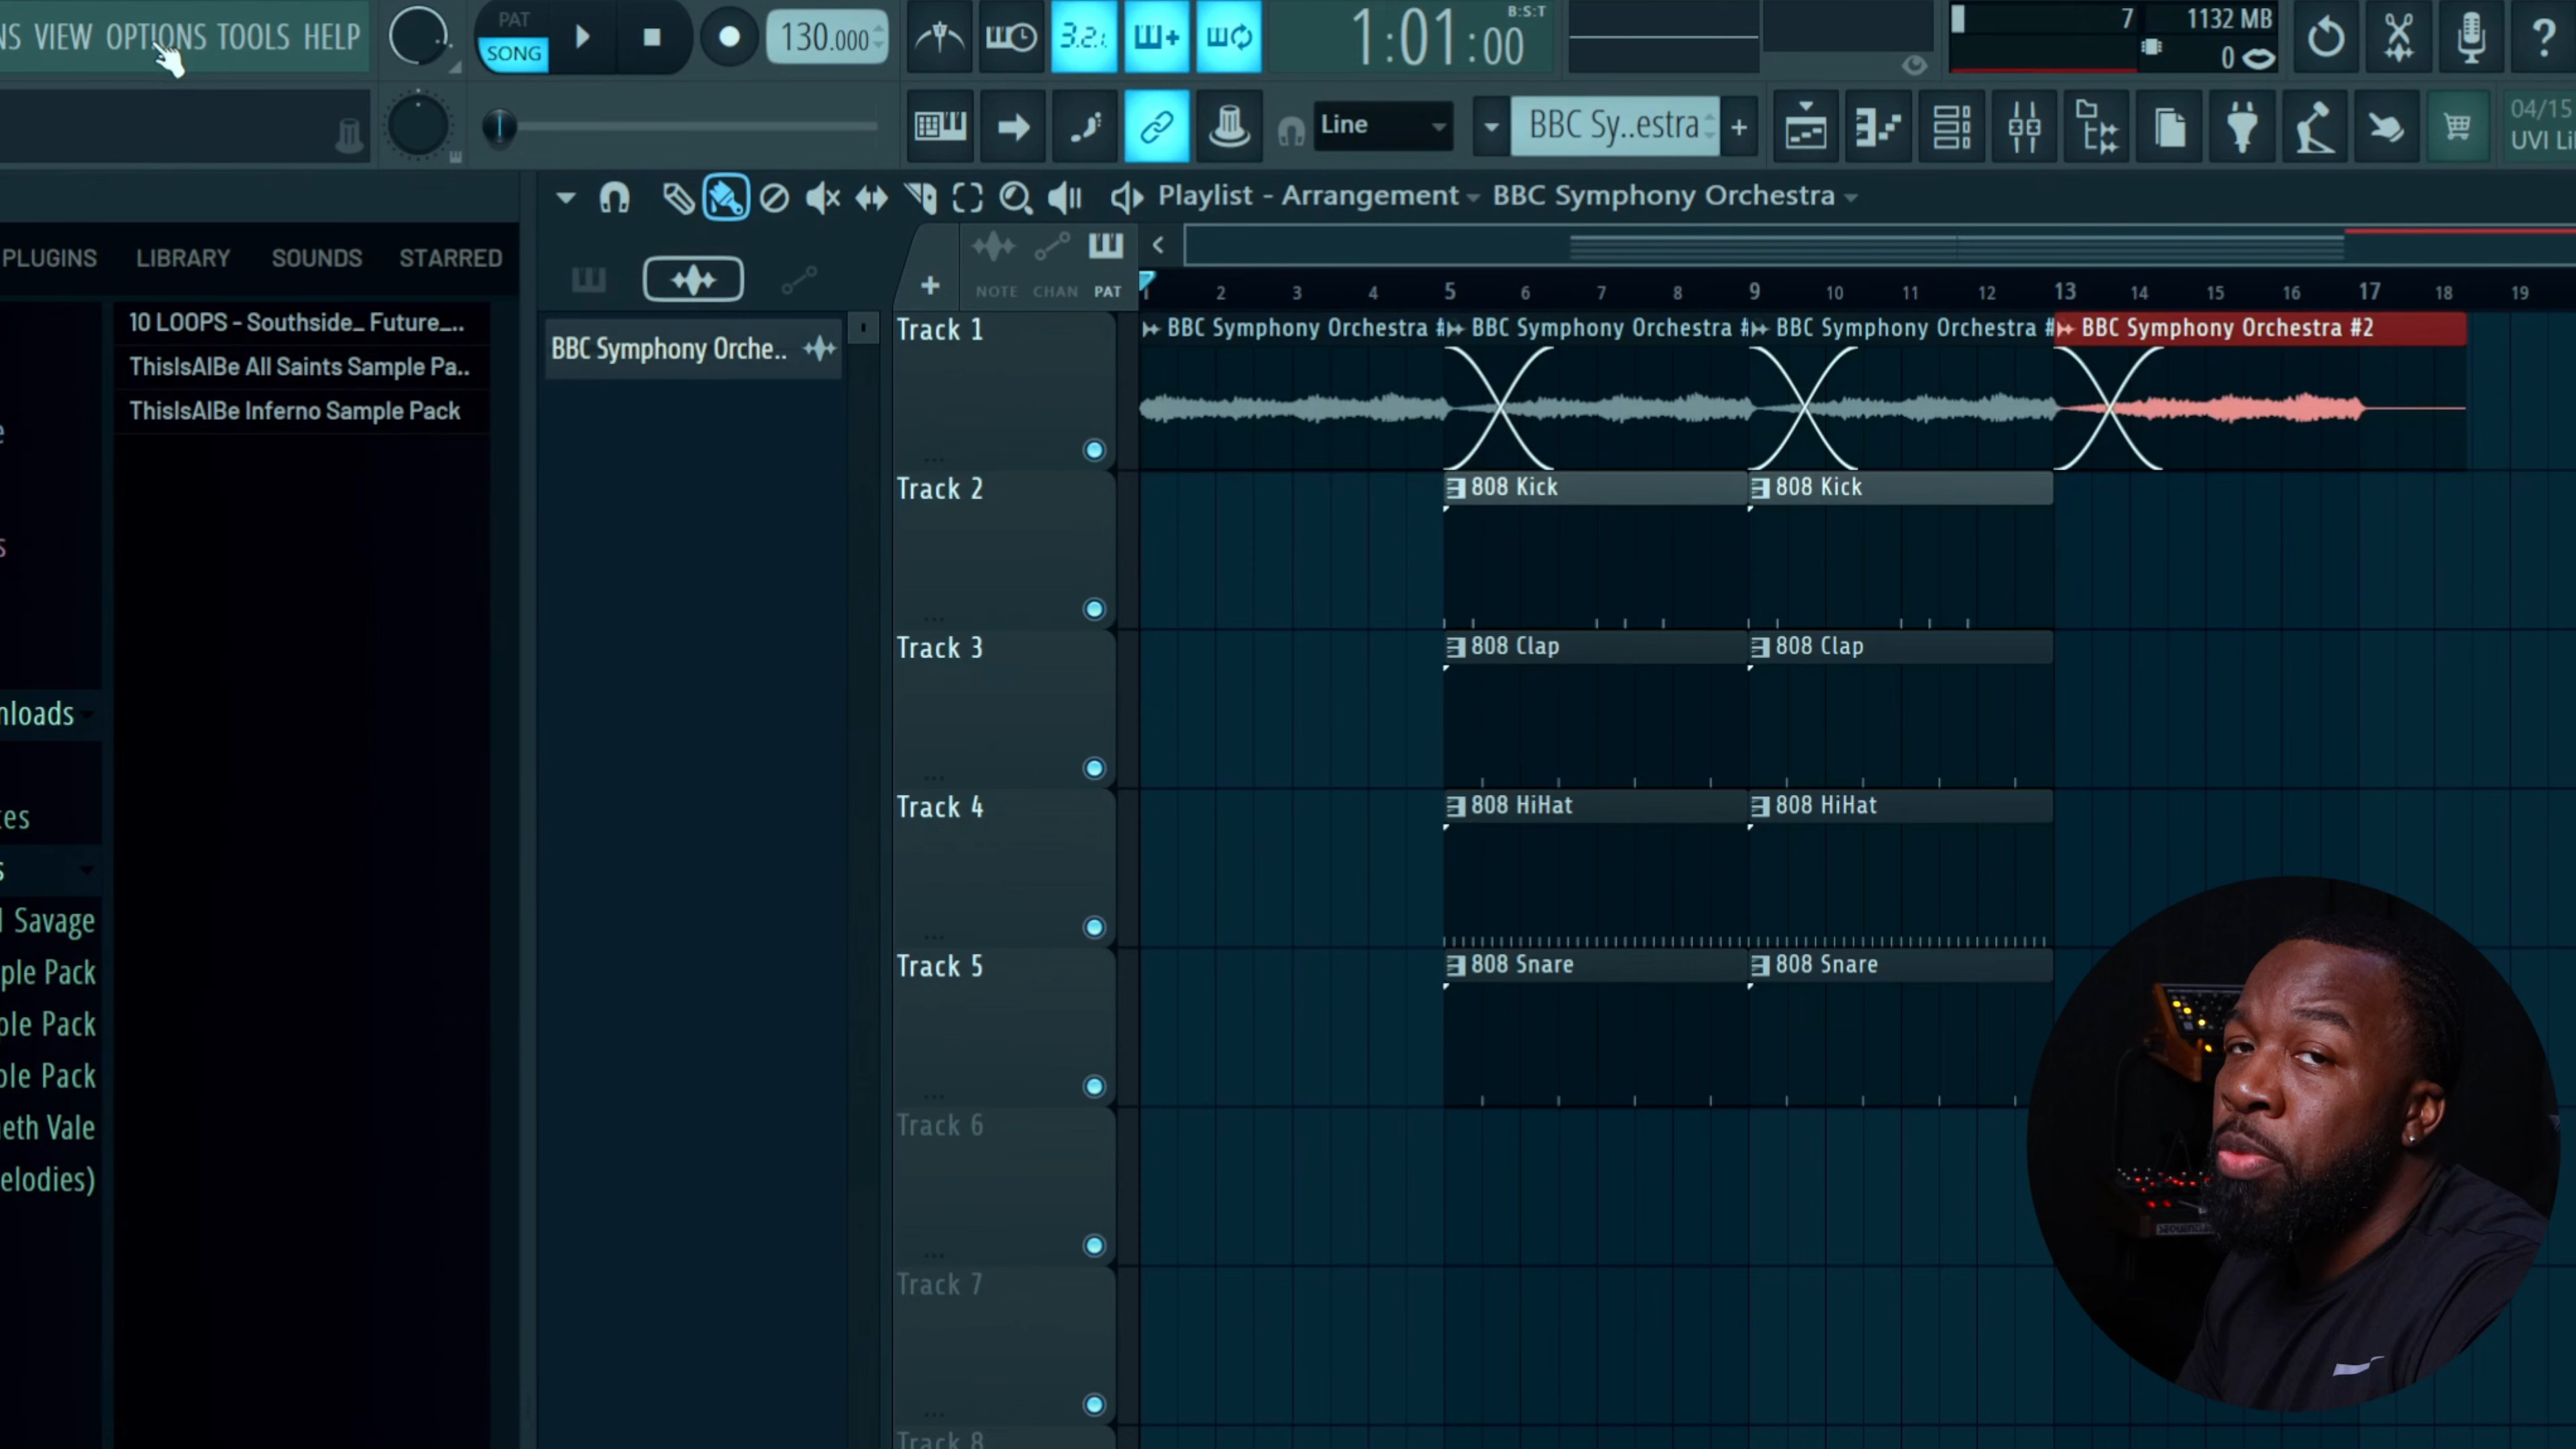 NS VIEW OPTIONS TOOLS HELP
PAT
SONG
130.000
3.2.
1:01:00
B:S:T
7
1132 MB
0
?
Line
BBC Sy..estra
+
04/15
UVI Li
Playlist - Arrangement
BBC Symphony Orchestra
PLUGINS LIBRARY SOUNDS STARRED
10 LOOPS - Southside_ Future_..
ThisIsAlBe All Saints Sample Pa..
ThisIsAlBe Inferno Sample Pack
BBC Symphony Orche..
+
NOTE CHAN PAT
1 2 3 4 5 6 7 8 9 10 11 12 13 14 15 16 17 18 19
Track 1
BBC Symphony Orchestra #
BBC Symphony Orchestra #
BBC Symphony Orchestra #
BBC Symphony Orchestra #2
Track 2
808 Kick
808 Kick
Track 3
808 Clap
808 Clap
Track 4
808 HiHat
808 HiHat
Track 5
808 Snare
808 Snare
Track 6
Track 7
Track 8
e
s
nloads
tes
s
l Savage
ple Pack
ple Pack
ple Pack
neth Vale
elodies)